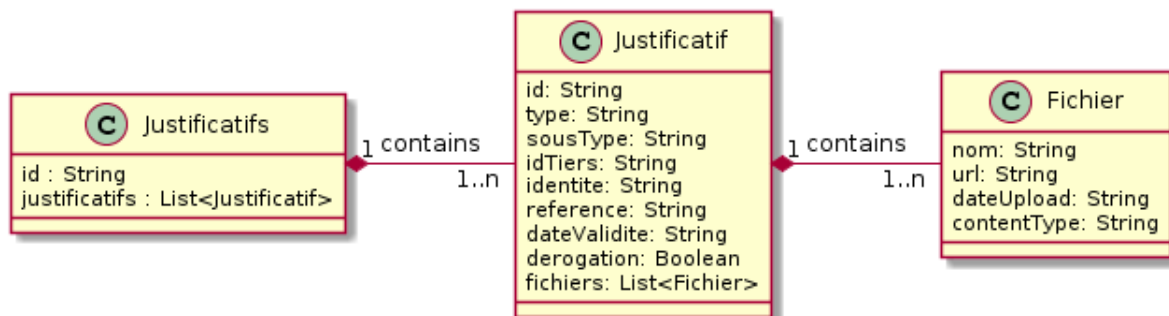 C Justificatifs
id : String
justificatifs : List<Justificatif>
1 contains
1..n
C Justificatif
id: String
type: String
sousType: String
idTiers: String
identite: String
reference: String
dateValidite: String
derogation: Boolean
fichiers: List<Fichier>
1 contains
1..n
C Fichier
nom: String
url: String
dateUpload: String
contentType: String